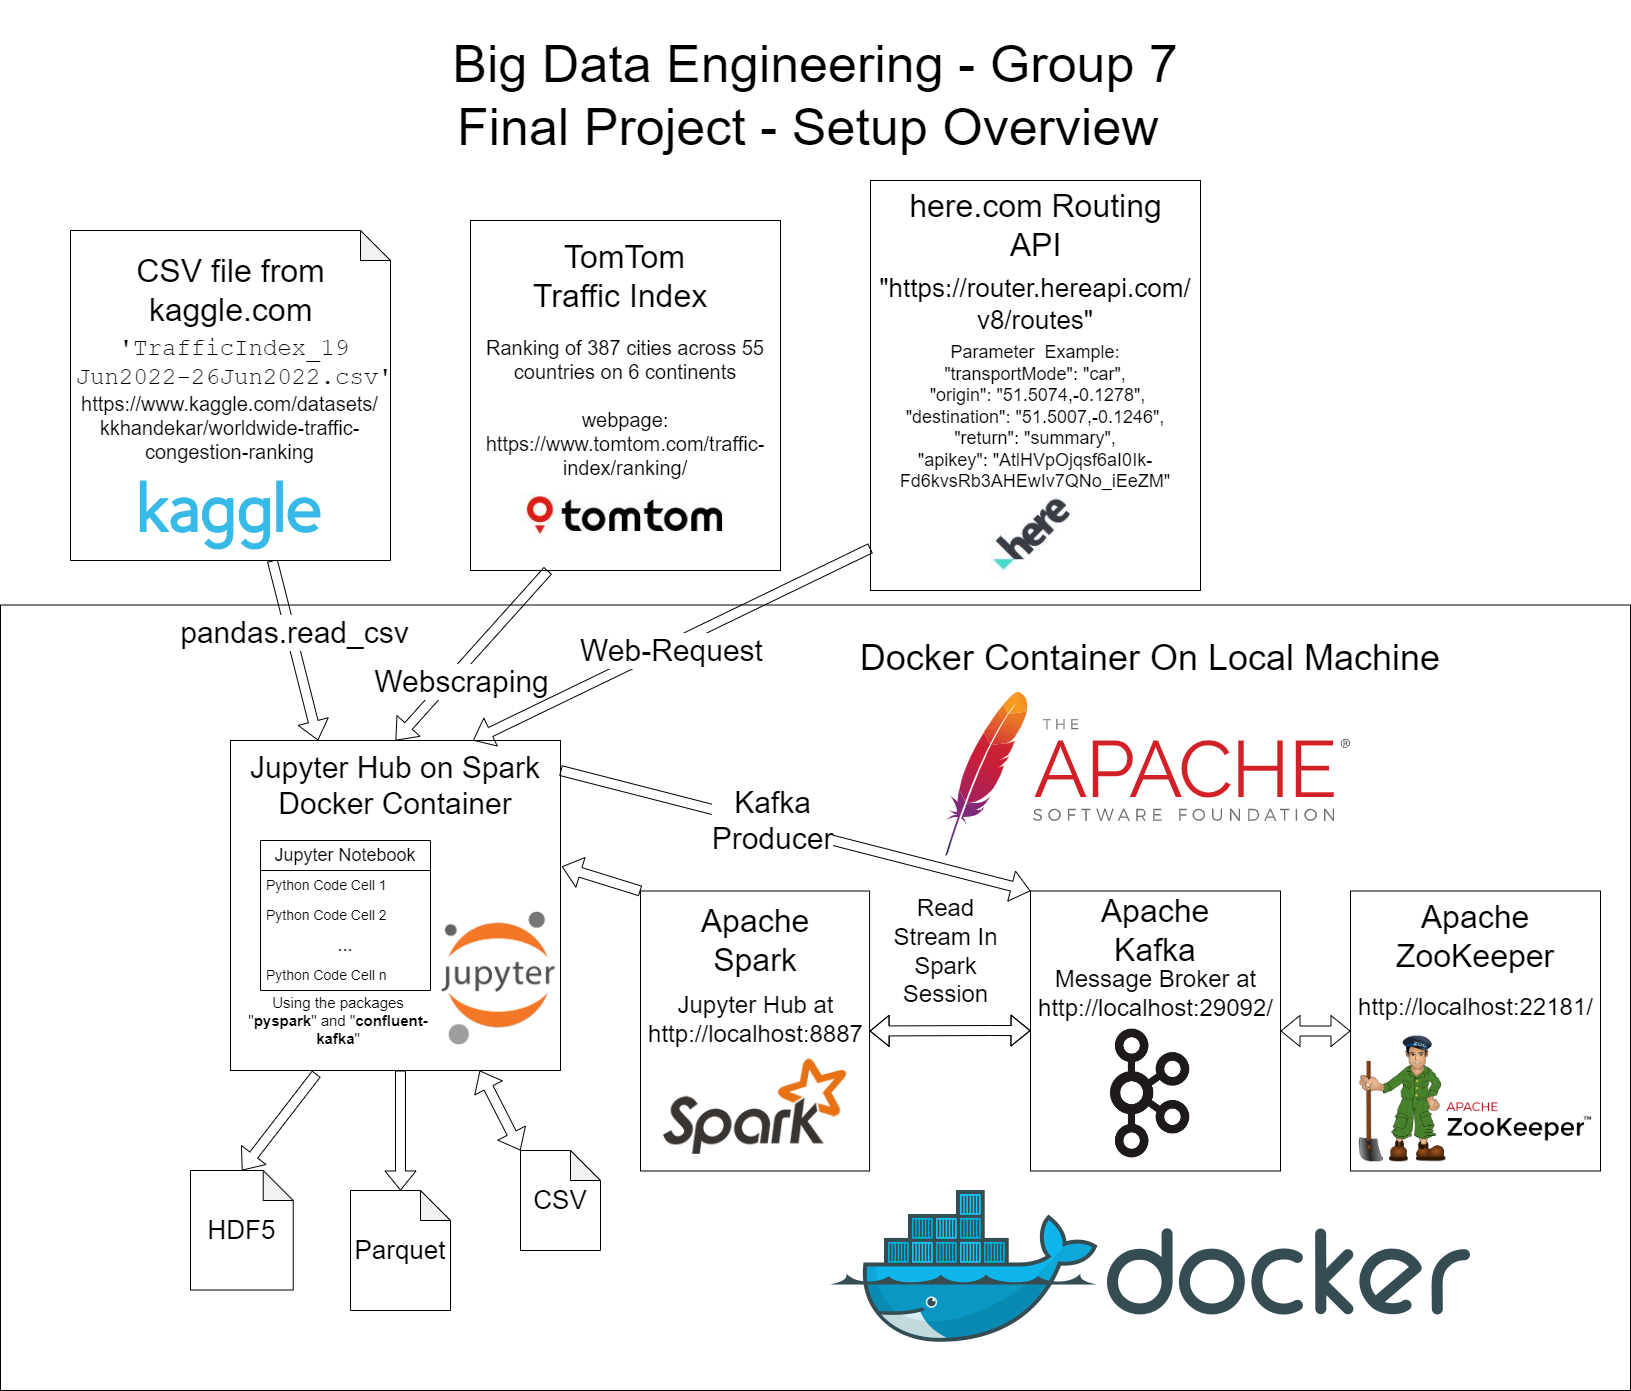 Big Data Engineering - Group 7
Final Project - Setup Overview
CSV file from
kaggle.com
'TrafficIndex_19
Jun2022-26Jun2022.csv'
https://www.kaggle.com/datasets/
kkhandekar/worldwide-traffic-
congestion-ranking
kaggle
TomTom
Traffic Index
Ranking of 387 cities across 55
countries on 6 continents
webpage:
https://www.tomtom.com/traffic-
index/ranking/
tomtom
here.com Routing
API
"https://router.hereapi.com/
v8/routes"
Parameter  Example:
"transportMode": "car",
"origin": "51.5074,-0.1278",
"destination": "51.5007,-0.1246",
"return": "summary",
"apikey": "AtlHVpOjqsf6aI0Ik-
Fd6kvsRb3AHEwIv7QNo_iEeZM"
here
pandas.read_csv
Webscraping
Web-Request
Docker Container On Local Machine
THE
APACHE®
SOFTWARE FOUNDATION
Jupyter Hub on Spark
Docker Container
Jupyter Notebook
Python Code Cell 1
Python Code Cell 2
...
Python Code Cell n
Using the packages
"pyspark" and "confluent-
kafka"
jupyter
Kafka
Producer
Apache
Spark
Jupyter Hub at
http://localhost:8887
Spark
Read
Stream In
Spark
Session
Apache
Kafka
Message Broker at
http://localhost:29092/
Apache
ZooKeeper
http://localhost:22181/
ZOO
APACHE
ZooKeeper™
HDF5
Parquet
CSV
docker